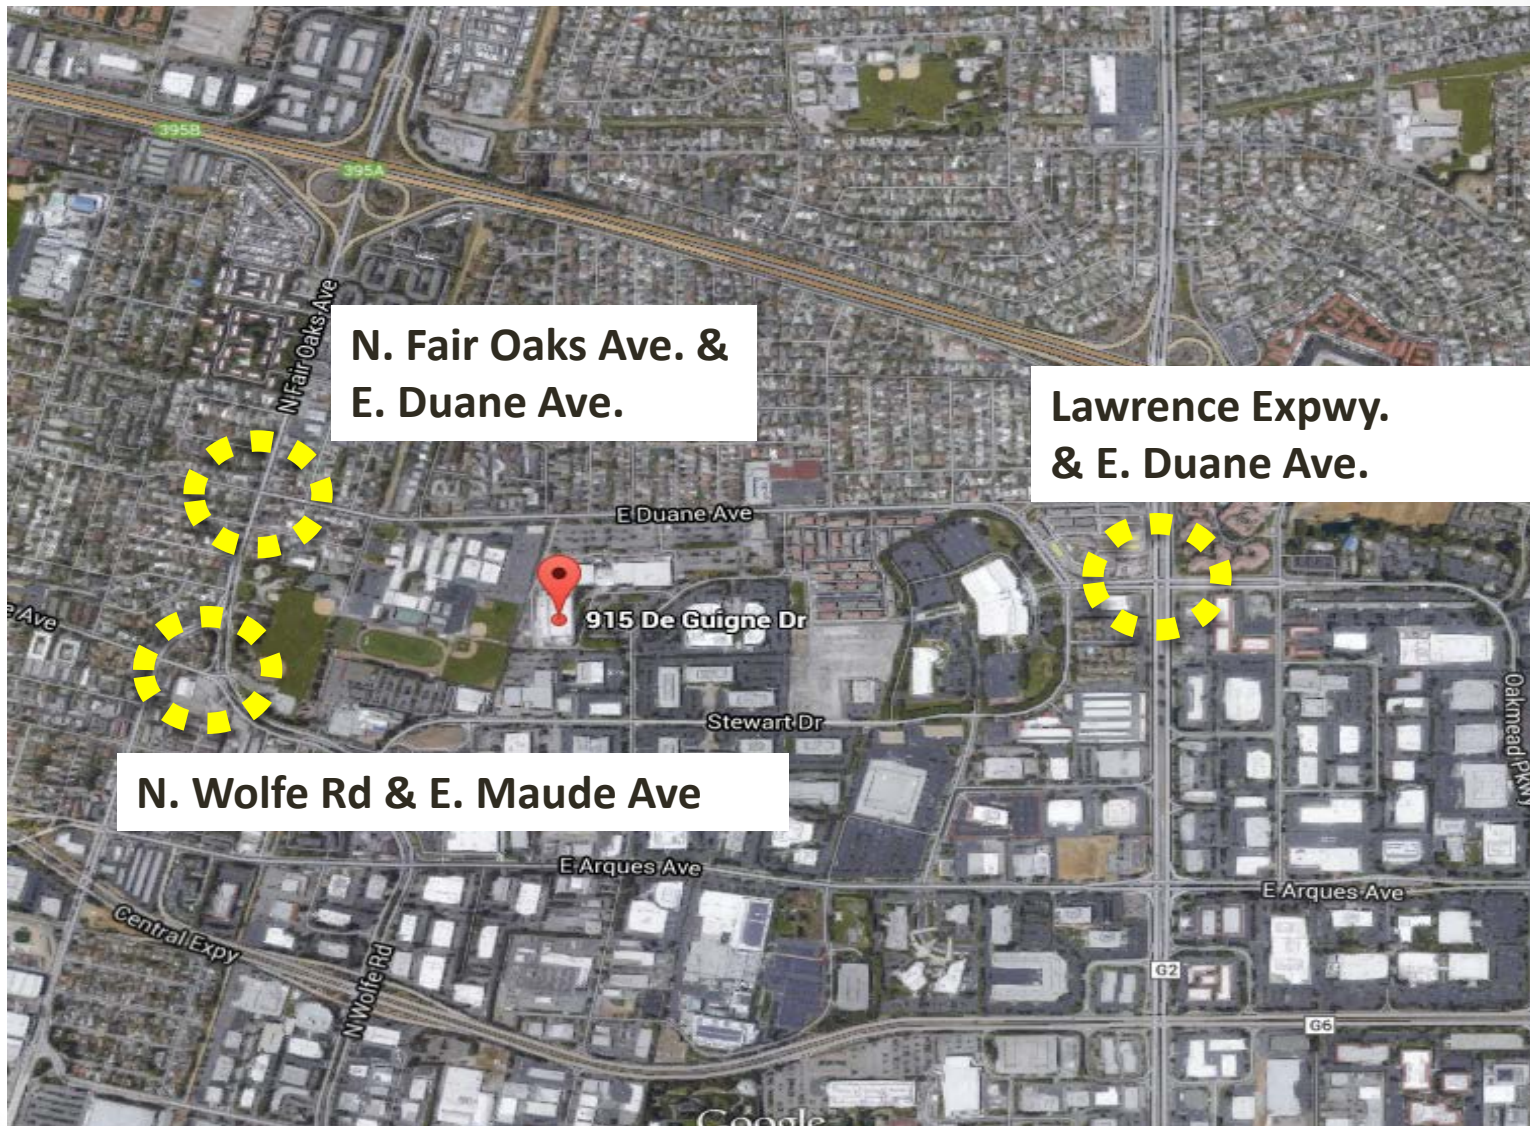 395B
395A
N Fair Oaks Ave
N. Fair Oaks Ave. &
E. Duane Ave.
Lawrence Expwy.
& E. Duane Ave.
E Duane Ave
915 De Guigne Dr
e Ave
Stewart Dr
Oakmead Pkwy
N. Wolfe Rd & E. Maude Ave
E Arques Ave
E Arques Ave
Central Expy
N Wolfe Rd
G2
G6
Google